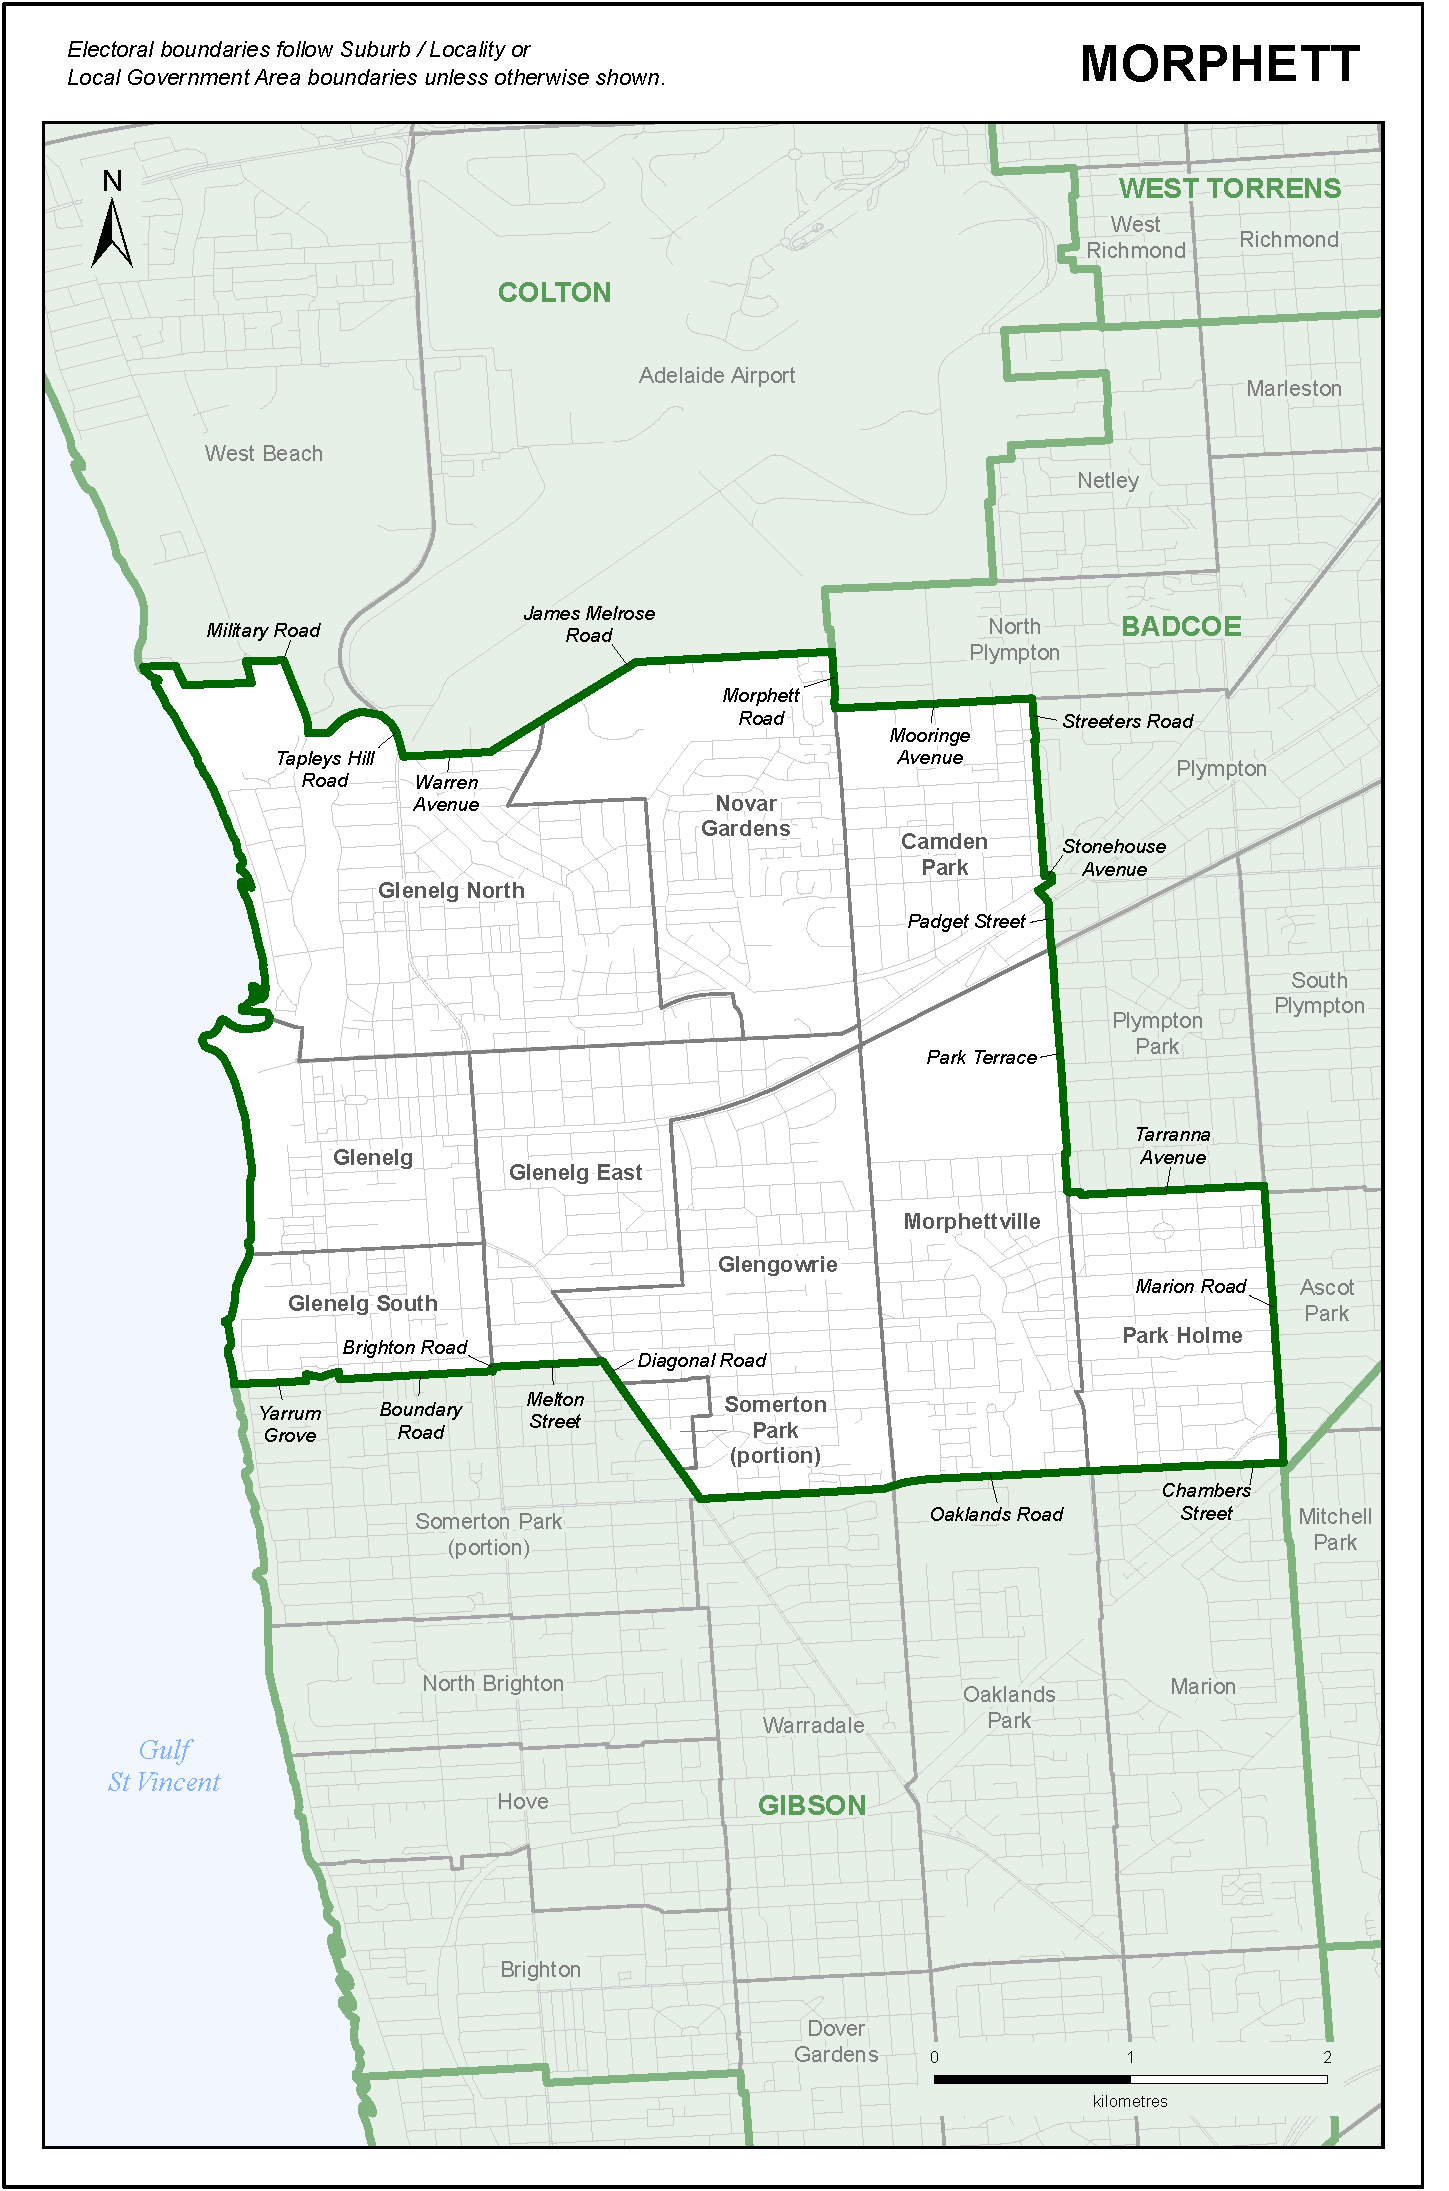 Electoral boundaries follow Suburb / Locality or
Local Government Area boundaries unless otherwise shown.
MORPHETT
N
WEST TORRENS
West
Richmond
Richmond
COLTON
Adelaide Airport
Marleston
West Beach
Netley
James Melrose
Road
Military Road
North
Plympton
BADCOE
Morphett
Road
Streeters Road
Mooringe
Avenue
Tapleys Hill
Road
Warren
Avenue
Plympton
Novar
Gardens
Camden
Park
Stonehouse
Avenue
Glenelg North
Padget Street
South
Plympton
Plympton
Park
Park Terrace
Tarranna
Avenue
Glenelg
Glenelg East
Morphettville
Glengowrie
Marion Road
Ascot
Park
Glenelg South
Park Holme
Brighton Road
Diagonal Road
Yarrum
Grove
Boundary
Road
Melton
Street
Somerton
Park
(portion)
Chambers
Street
Oaklands Road
Mitchell
Park
Somerton Park
(portion)
North Brighton
Oaklands
Park
Marion
Warradale
Gulf
St Vincent
Hove
GIBSON
Brighton
Dover
Gardens
0 1 2
kilometres